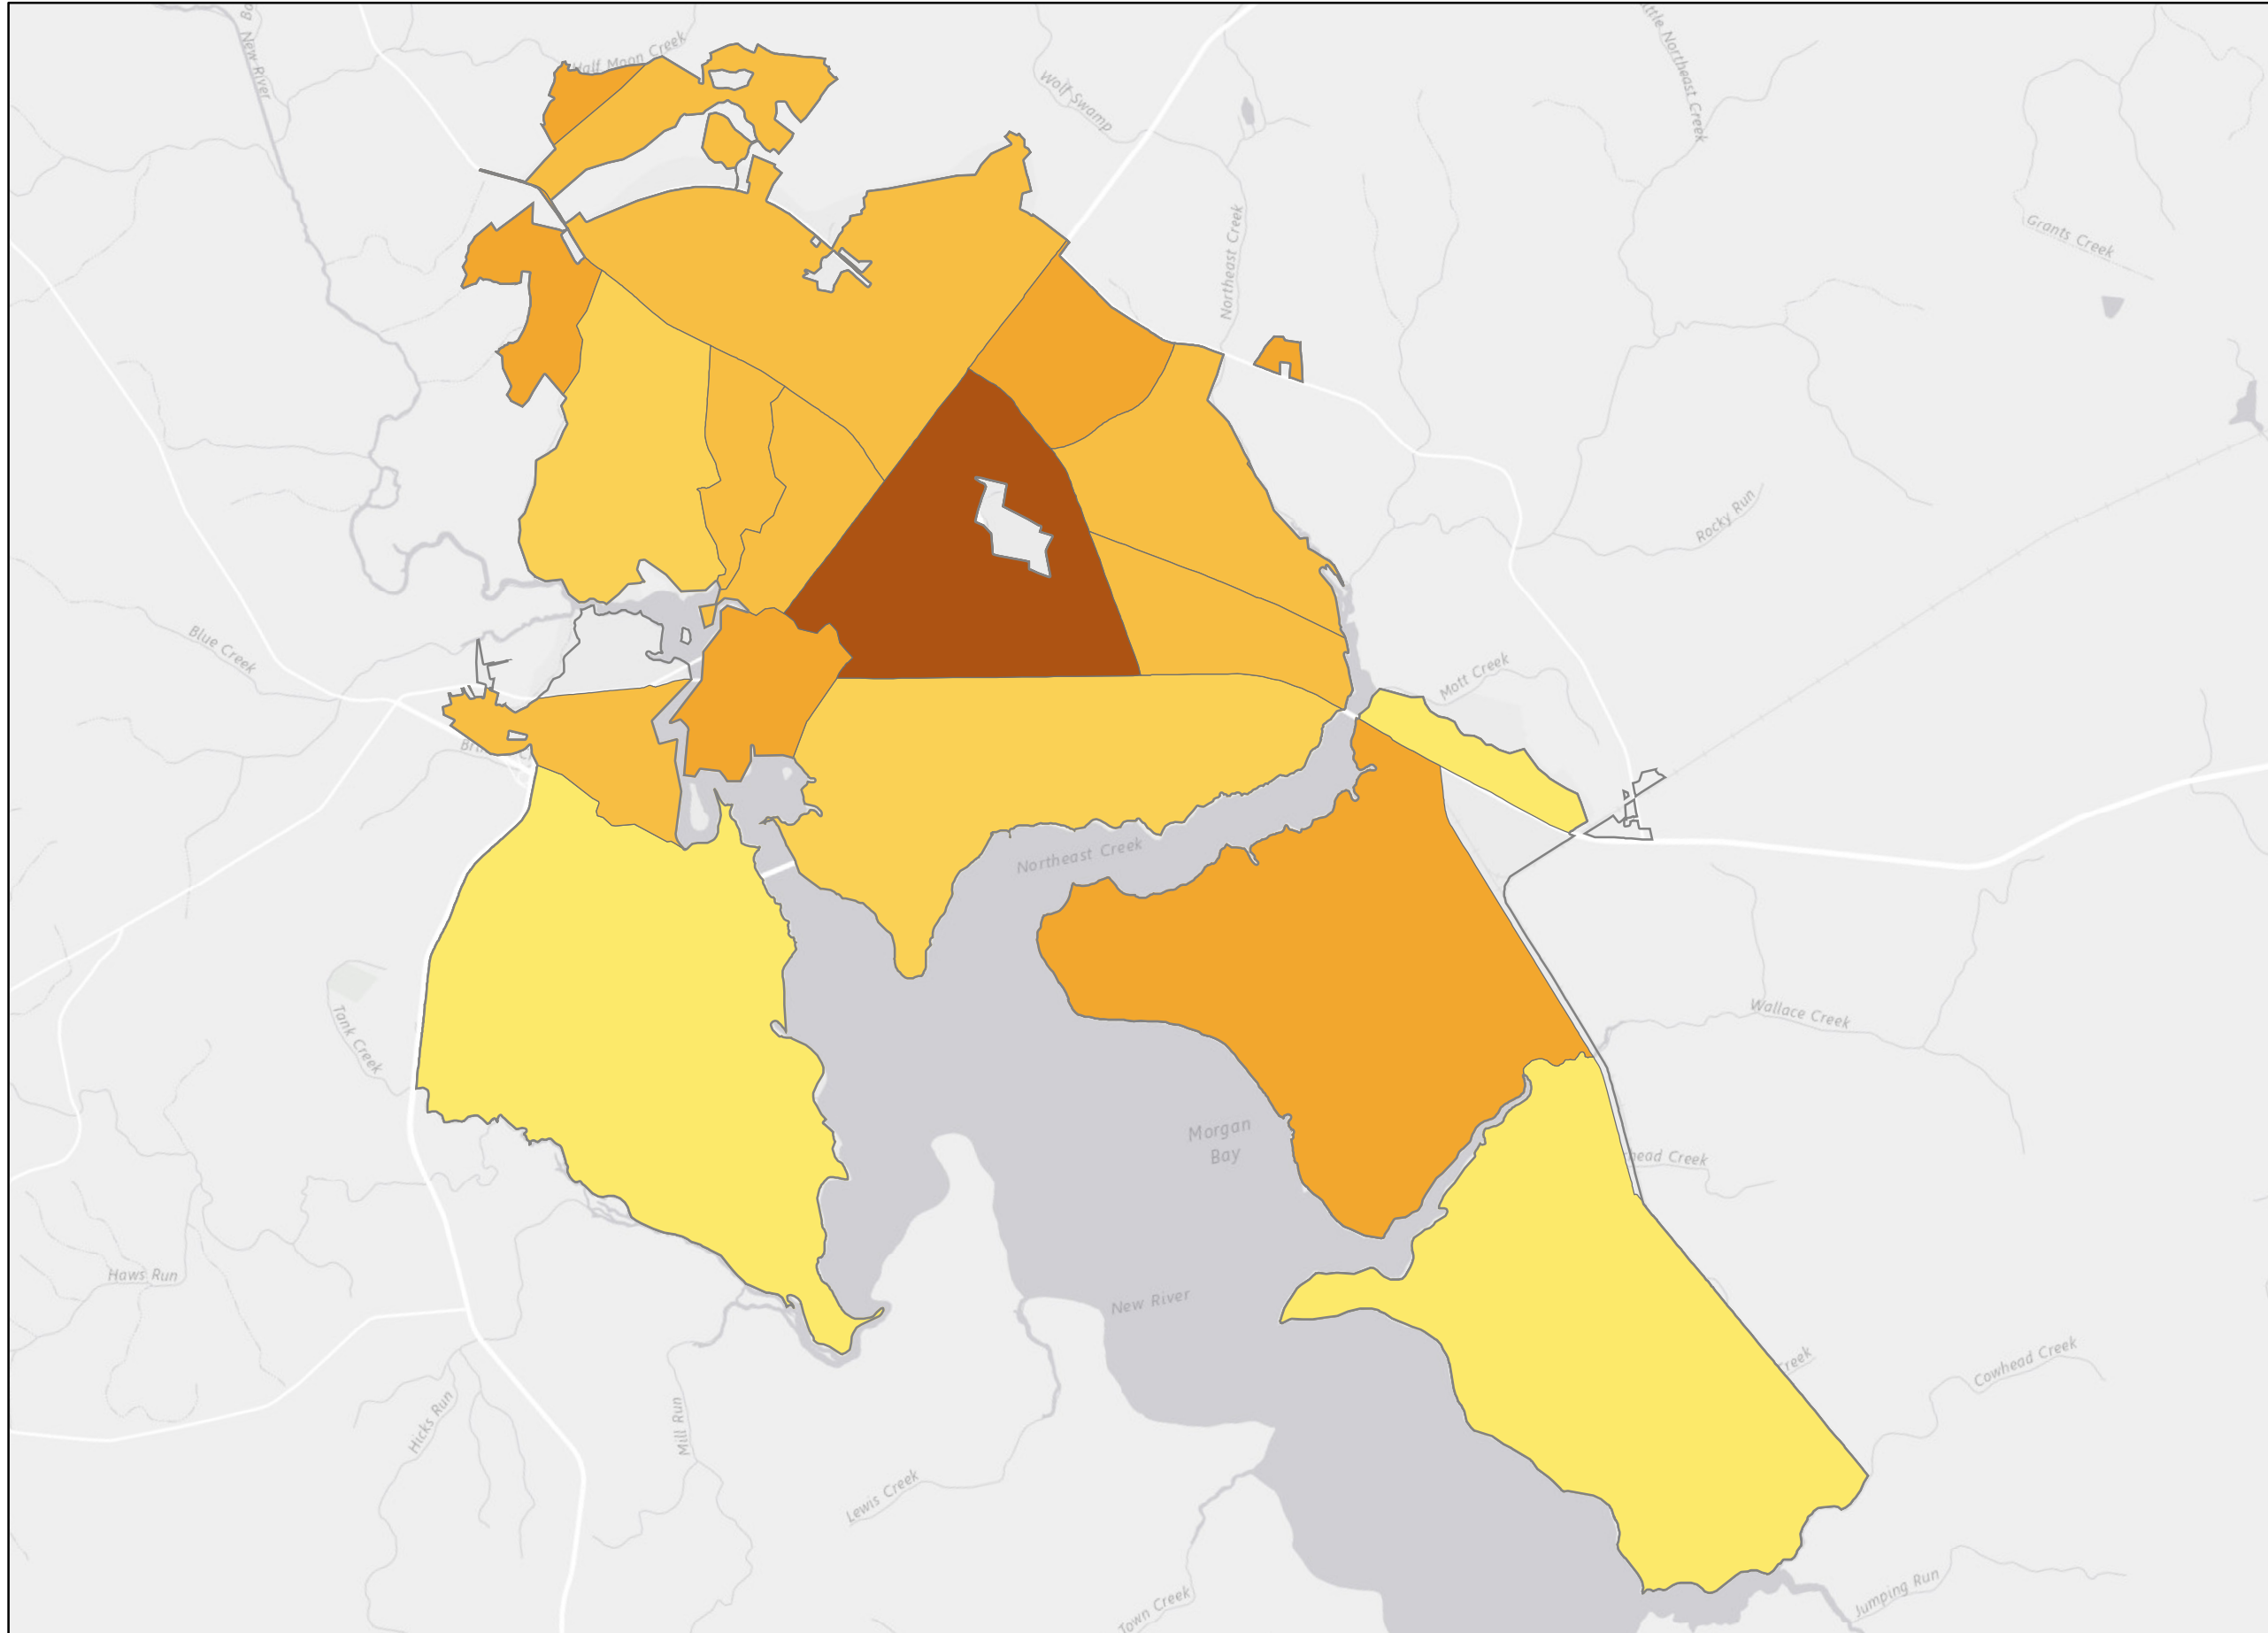 Half Moon Creek
New River
Wolf Swamp
ttle Northeast Creek
Northeast Creek
Grants Creek
Rocky Run
Blue Creek
Mott Creek
Northeast Creek
Tank Creek
Wallace Creek
Morgan
Bay
head Creek
Haws Run
New River
Creek
Cowhead Creek
Hicks Run
Mill Run
Lewis Creek
Town Creek
Jumping Run